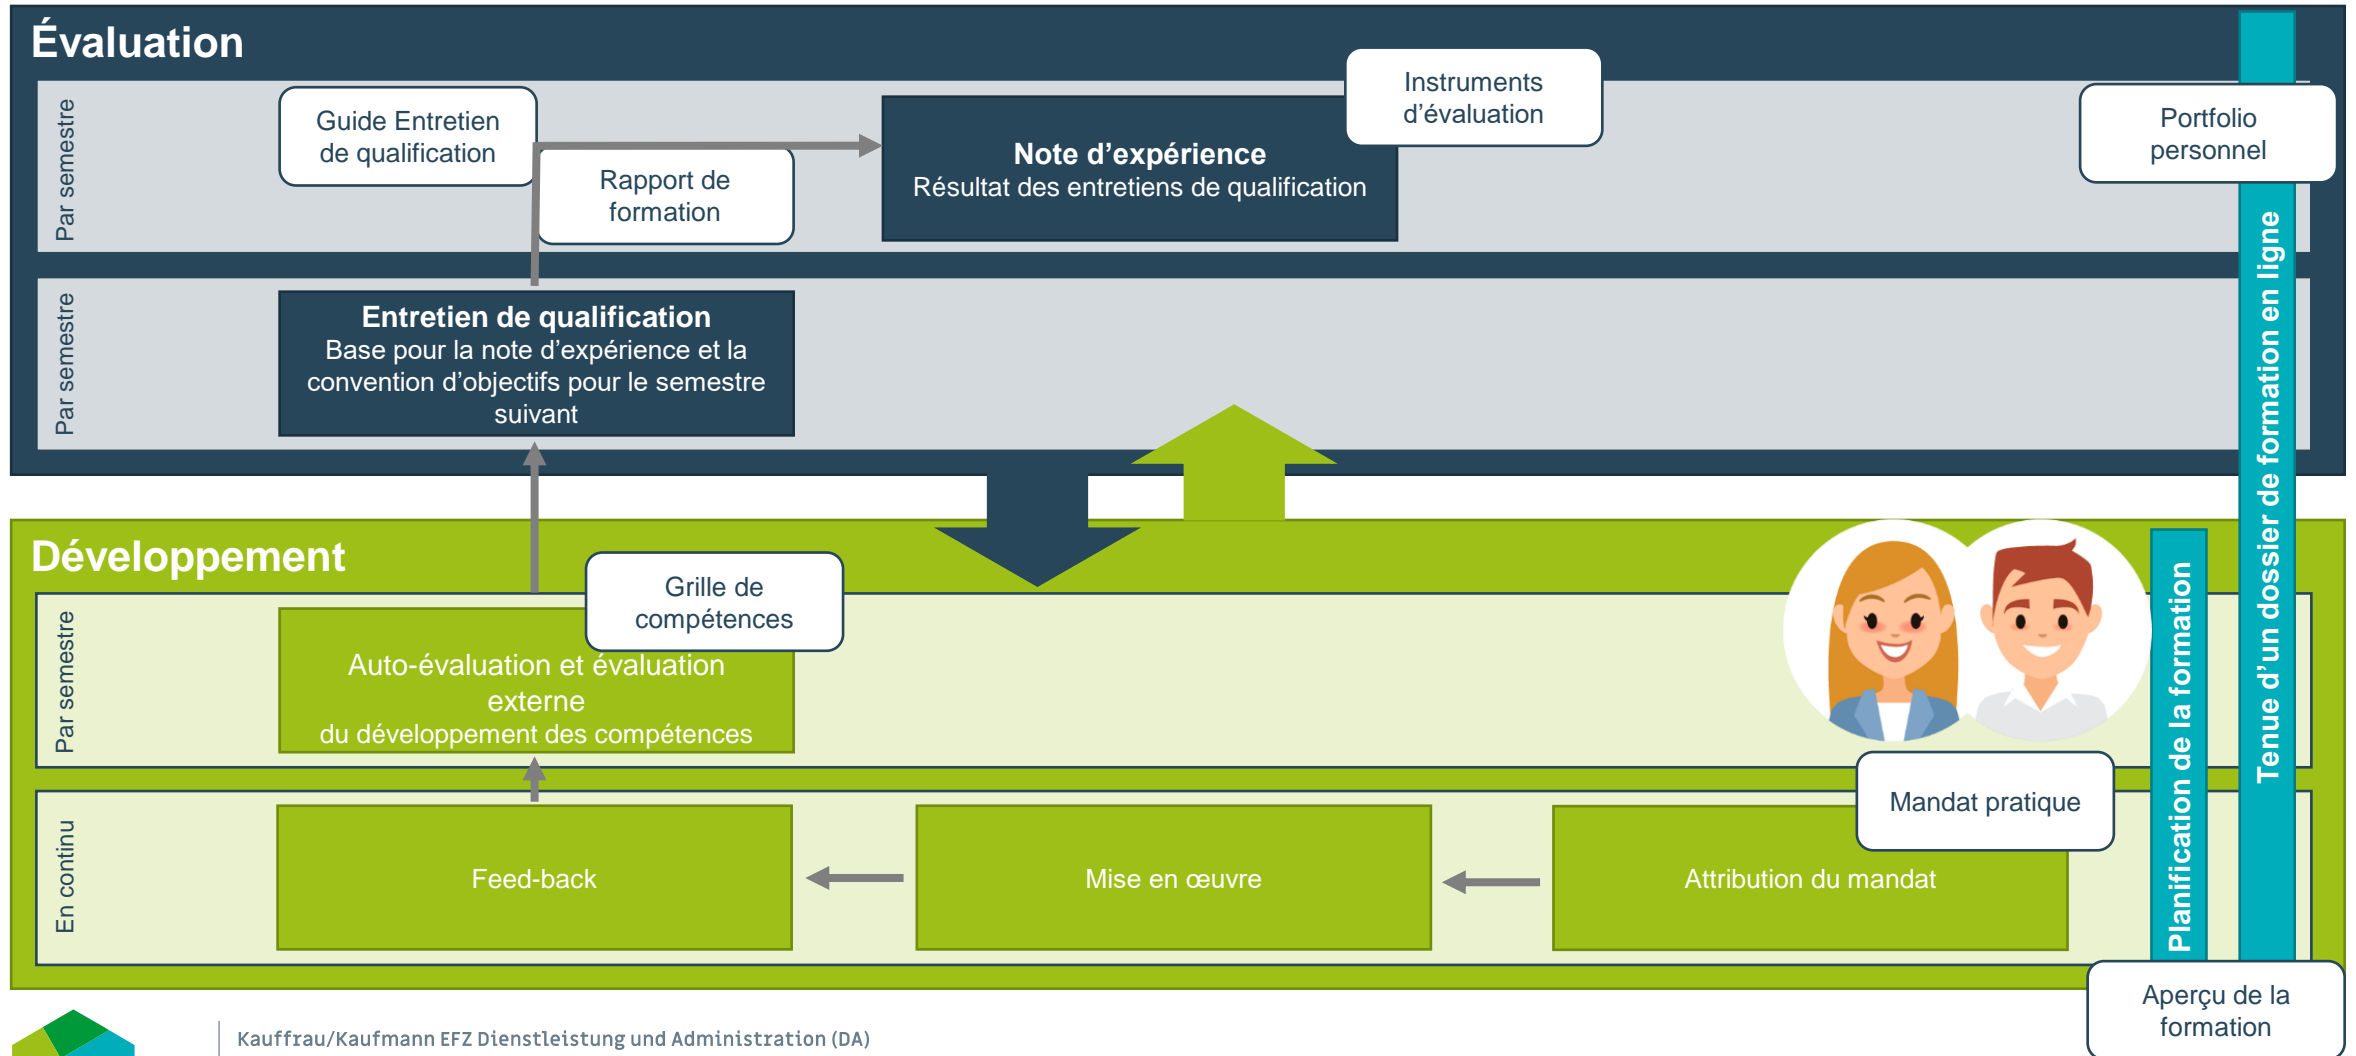 Évaluation
Par semestre
Guide Entretien
de qualification
Rapport de
formation
Note d’expérience
Résultat des entretiens de qualification
Instruments
d’évaluation
Portfolio
personnel
Par semestre
Entretien de qualification
Base pour la note d’expérience et la
convention d’objectifs pour le semestre
suivant
Tenue d’un dossier de formation en ligne
Développement
Par semestre
Grille de
compétences
Auto-évaluation et évaluation
externe
du développement des compétences
Planification de la formation
En continu
Feed-back
Mise en œuvre
Attribution du mandat
Mandat pratique
Aperçu de la
formation
Kauffrau/Kaufmann EFZ Dienstleistung und Administration (DA)